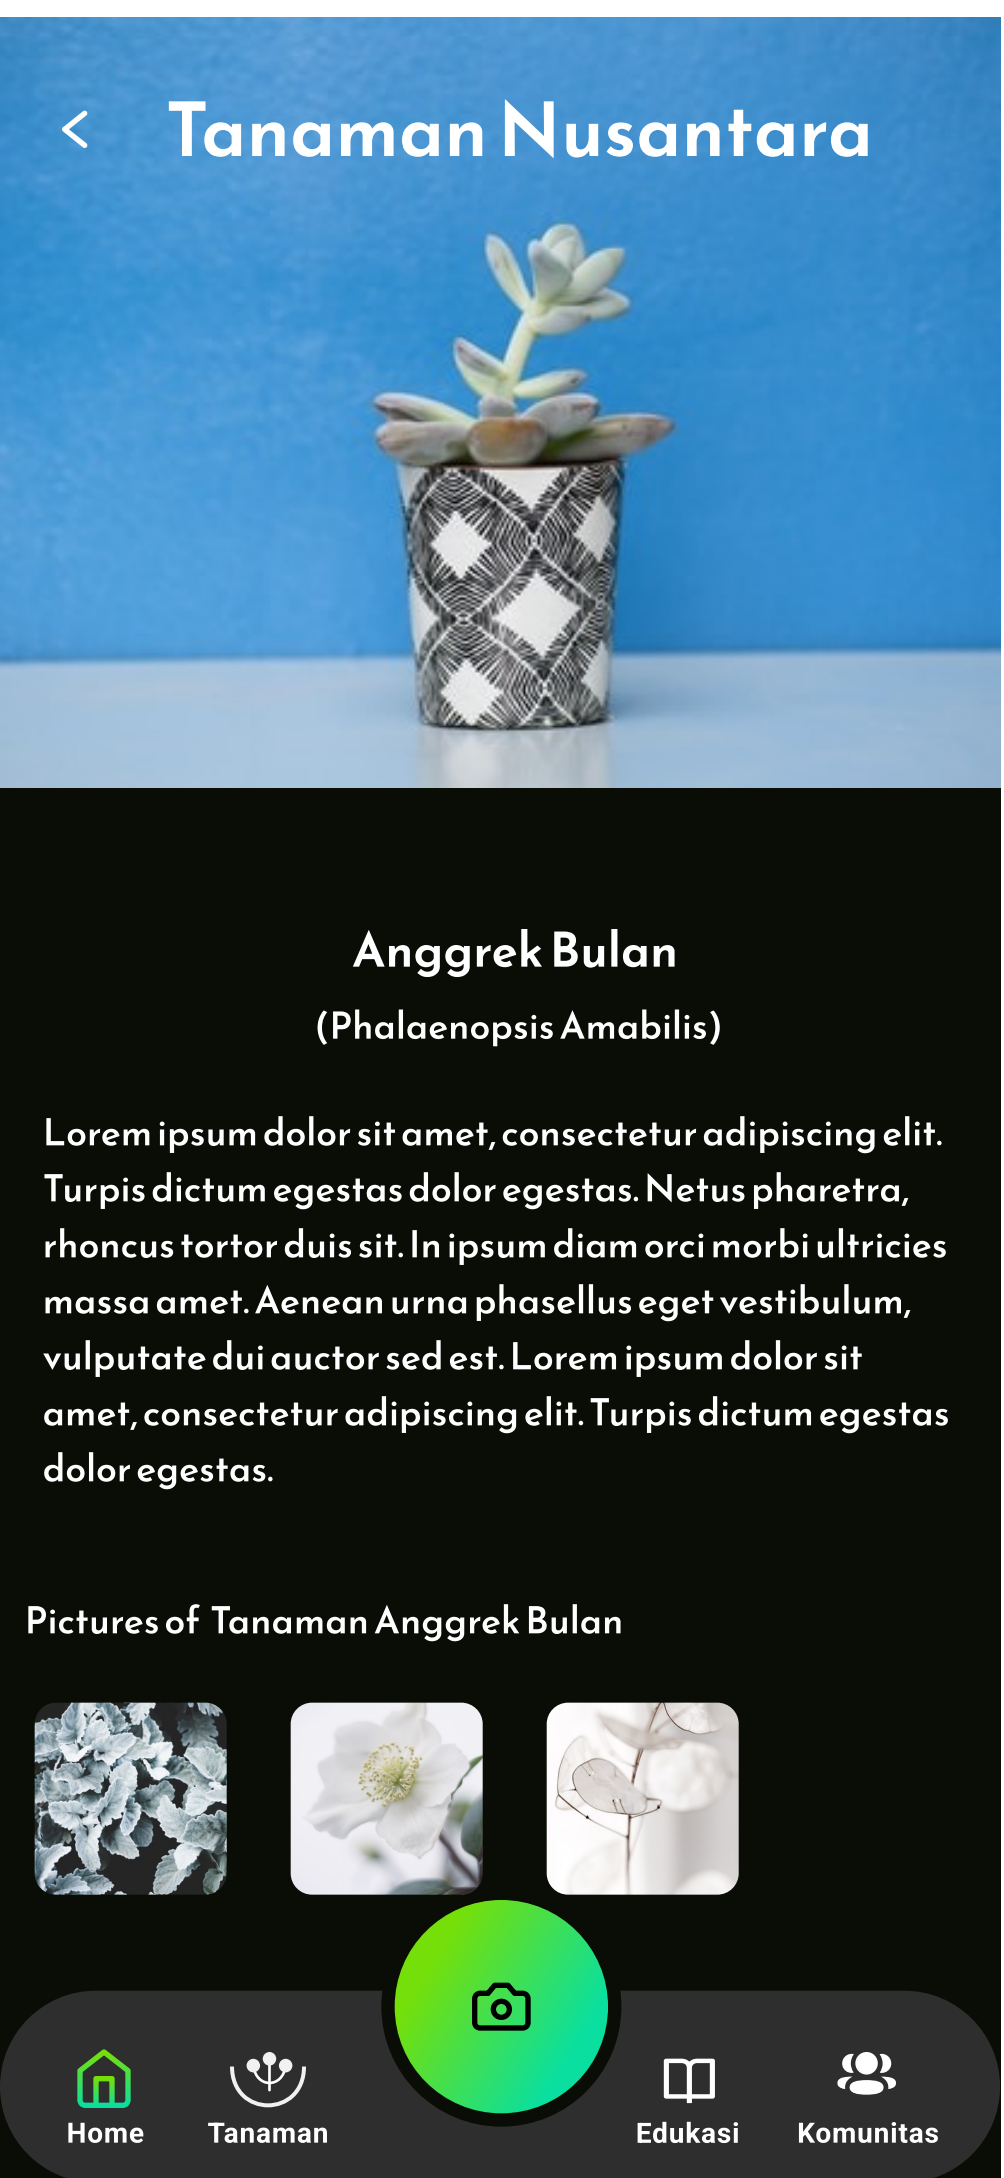 Tanaman Nusantara
Anggrek Bulan
(Phalaenopsis Amabilis)
Lorem ipsum dolor sit amet, consectetur adipiscing elit.
Turpis dictum egestas dolor egestas. Netus pharetra,
rhoncus tortor duis sit. In ipsum diam orci morbi ultricies
massa amet. Aenean urna phasellus eget vestibulum,
vulputate dui auctor sed est. Lorem ipsum dolor sit
amet, consectetur adipiscing elit. Turpis dictum egestas
dolor egestas.
Pictures of Tanaman Anggrek Bulan
Home Tanaman Edukasi Komunitas